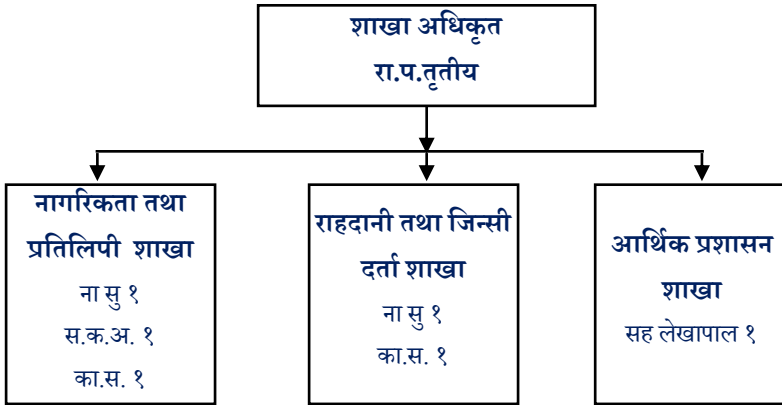 शाखा अधिकृत
रा.प.तृतीय
नागरिकता तथा
प्रतिलिपी शाखा
ना सु १
स.क.अ. १
का.स. १
राहदानी तथा जिन्सी
दर्ता शाखा
ना सु १
का.स. १
आर्थिक प्रशासन
शाखा
सह लेखापाल १